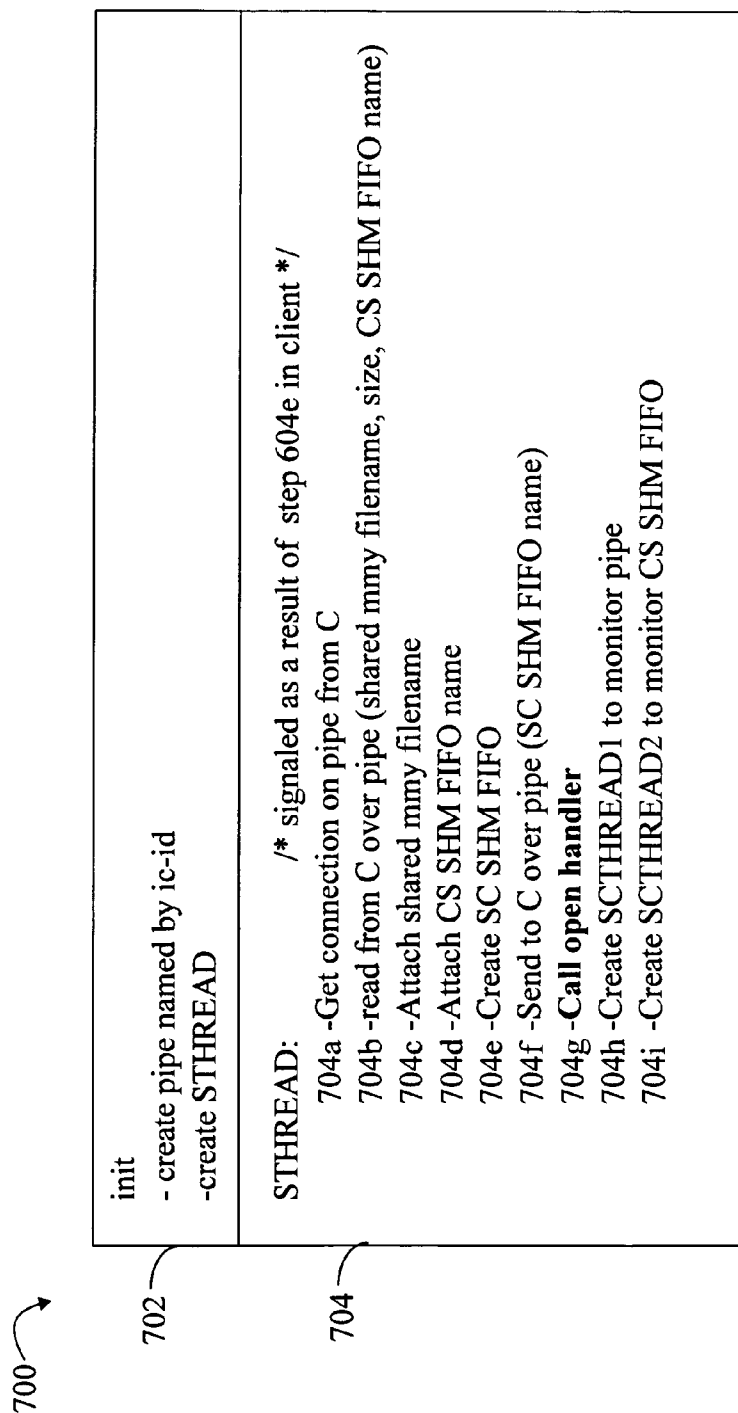 700
702
init
- create pipe named by ic-id
-create STHREAD
704
STHREAD: /* signaled as a result of step 604e in client */
704a -Get connection on pipe from C
704b -read from C over pipe (shared mmy filename, size, CS SHM FIFO name)
704c -Attach shared mmy filename
704d -Attach CS SHM FIFO name
704e -Create SC SHM FIFO
704f -Send to C over pipe (SC SHM FIFO name)
704g -Call open handler
704h -Create SCTHREAD1 to monitor pipe
704i -Create SCTHREAD2 to monitor CS SHM FIFO